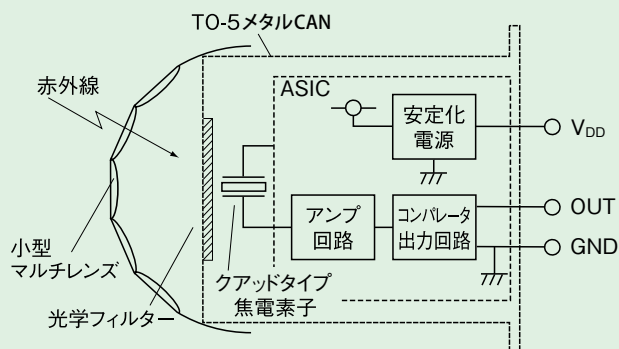 TO-5メタルCAN
赤外線
ASIC
安定化
電源
VDD
アンプ
回路
コンパレータ
出力回路
OUT
GND
小型
マルチレンズ
クアッドタイプ
焦電素子
光学フィルター